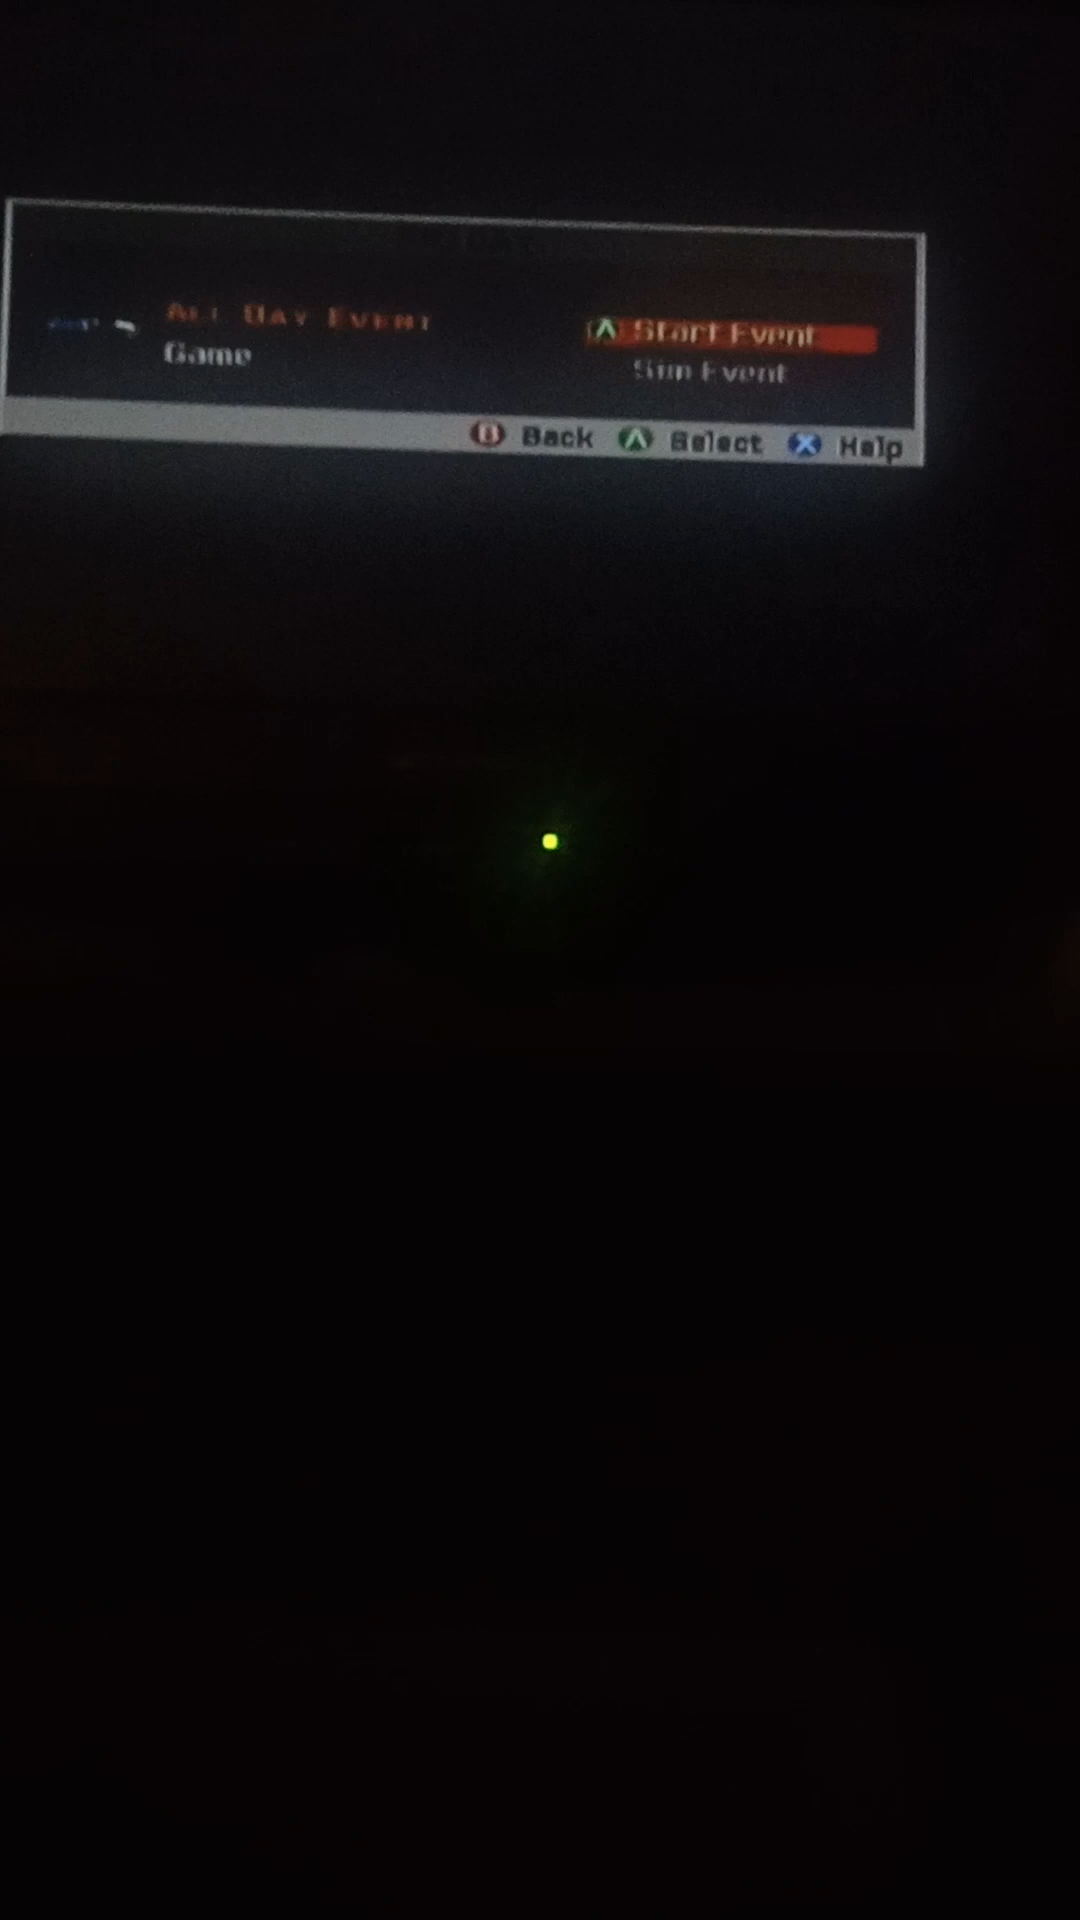 All Day Event
Game
A Start Event
Sim Event
B Back A Select X Help